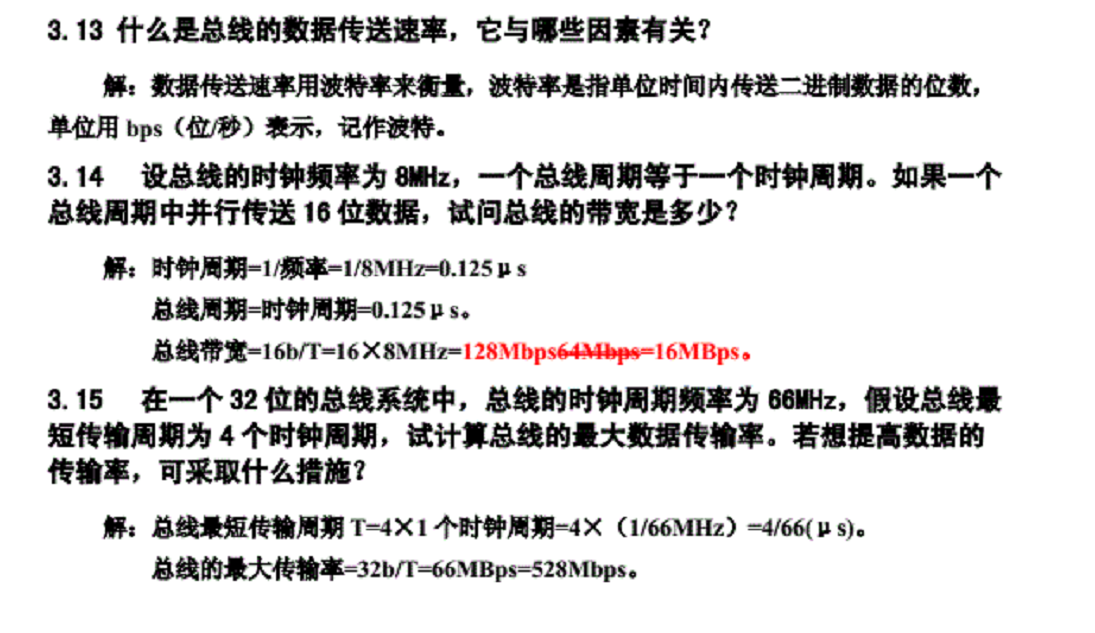 3.13 什么是总线的数据传送速率，它与哪些因素有关？
解：数据传送速率用波特率来衡量，波特率是指单位时间内传送二进制数据的位数，
单位用 bps（位/秒）表示，记作波特。
3.14 设总线的时钟频率为 8MHz，一个总线周期等于一个时钟周期。如果一个
总线周期中并行传送 16 位数据，试问总线的带宽是多少？
解：时钟周期=1/频率=1/8MHz=0.125μs
总线周期=时钟周期=0.125μs。
总线带宽=16b/T=16×8MHz=128Mbps64Mbps=16MBps。
3.15 在一个 32 位的总线系统中，总线的时钟周期频率为 66MHz，假设总线最
短传输周期为 4 个时钟周期，试计算总线的最大数据传输率。若想提高数据的
传输率，可采取什么措施？
解：总线最短传输周期 T=4×1 个时钟周期=4×（1/66MHz）=4/66(μs)。
总线的最大传输率=32b/T=66MBps=528Mbps。